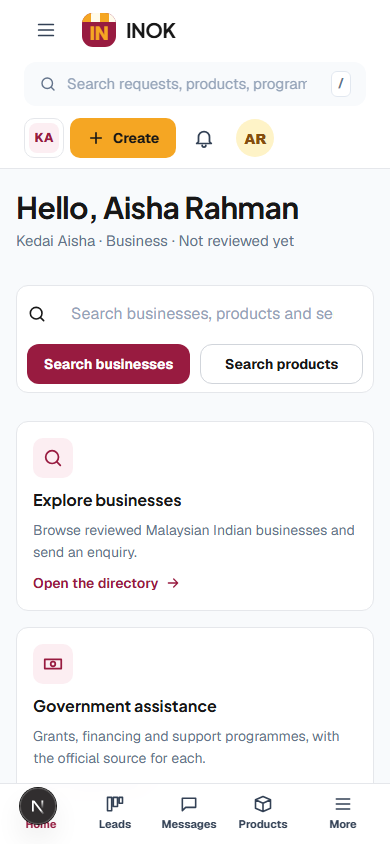 IN INOK
Search requests, products, program
/
KA
+ Create
AR
Hello, Aisha Rahman
Kedai Aisha · Business · Not reviewed yet
Search businesses, products and se
Search businesses
Search products
Explore businesses
Browse reviewed Malaysian Indian businesses and
send an enquiry.
Open the directory →
Government assistance
Grants, financing and support programmes, with
the official source for each.
N
Home
Leads
Messages
Products
More